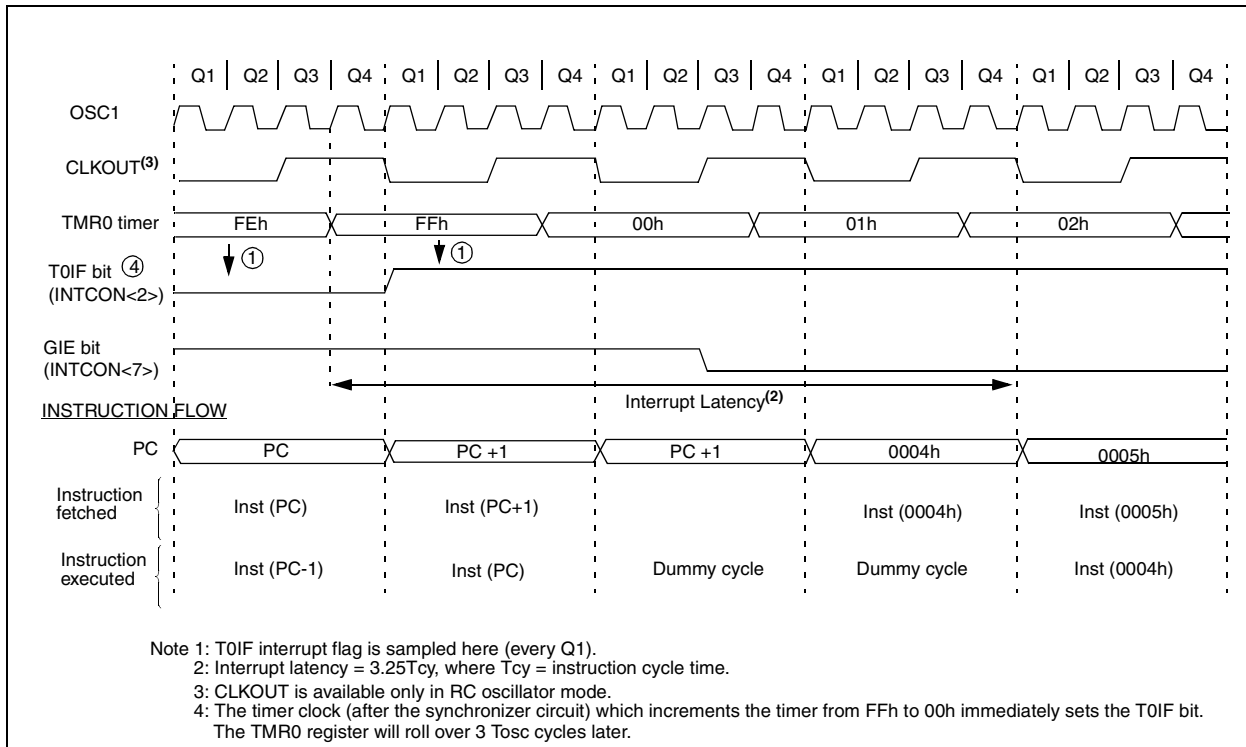 Q1 Q2 Q3 Q4 Q1 Q2 Q3 Q4 Q1 Q2 Q3 Q4 Q1 Q2 Q3 Q4 Q1 Q2 Q3 Q4
OSC1
CLKOUT(3)
TMR0 timer FEh FFh 00h 01h 02h
1 1
T0IF bit 4
(INTCON<2>)
GIE bit
(INTCON<7>)
Interrupt Latency(2)
INSTRUCTION FLOW
PC PC PC +1 PC +1 0004h 0005h
Instruction
fetched
Inst (PC) Inst (PC+1) Inst (0004h) Inst (0005h)
Instruction
executed
Inst (PC-1) Inst (PC) Dummy cycle Dummy cycle Inst (0004h)
Note 1: T0IF interrupt flag is sampled here (every Q1).
2: Interrupt latency = 3.25Tcy, where Tcy = instruction cycle time.
3: CLKOUT is available only in RC oscillator mode.
4: The timer clock (after the synchronizer circuit) which increments the timer from FFh to 00h immediately sets the T0IF bit.
The TMR0 register will roll over 3 Tosc cycles later.